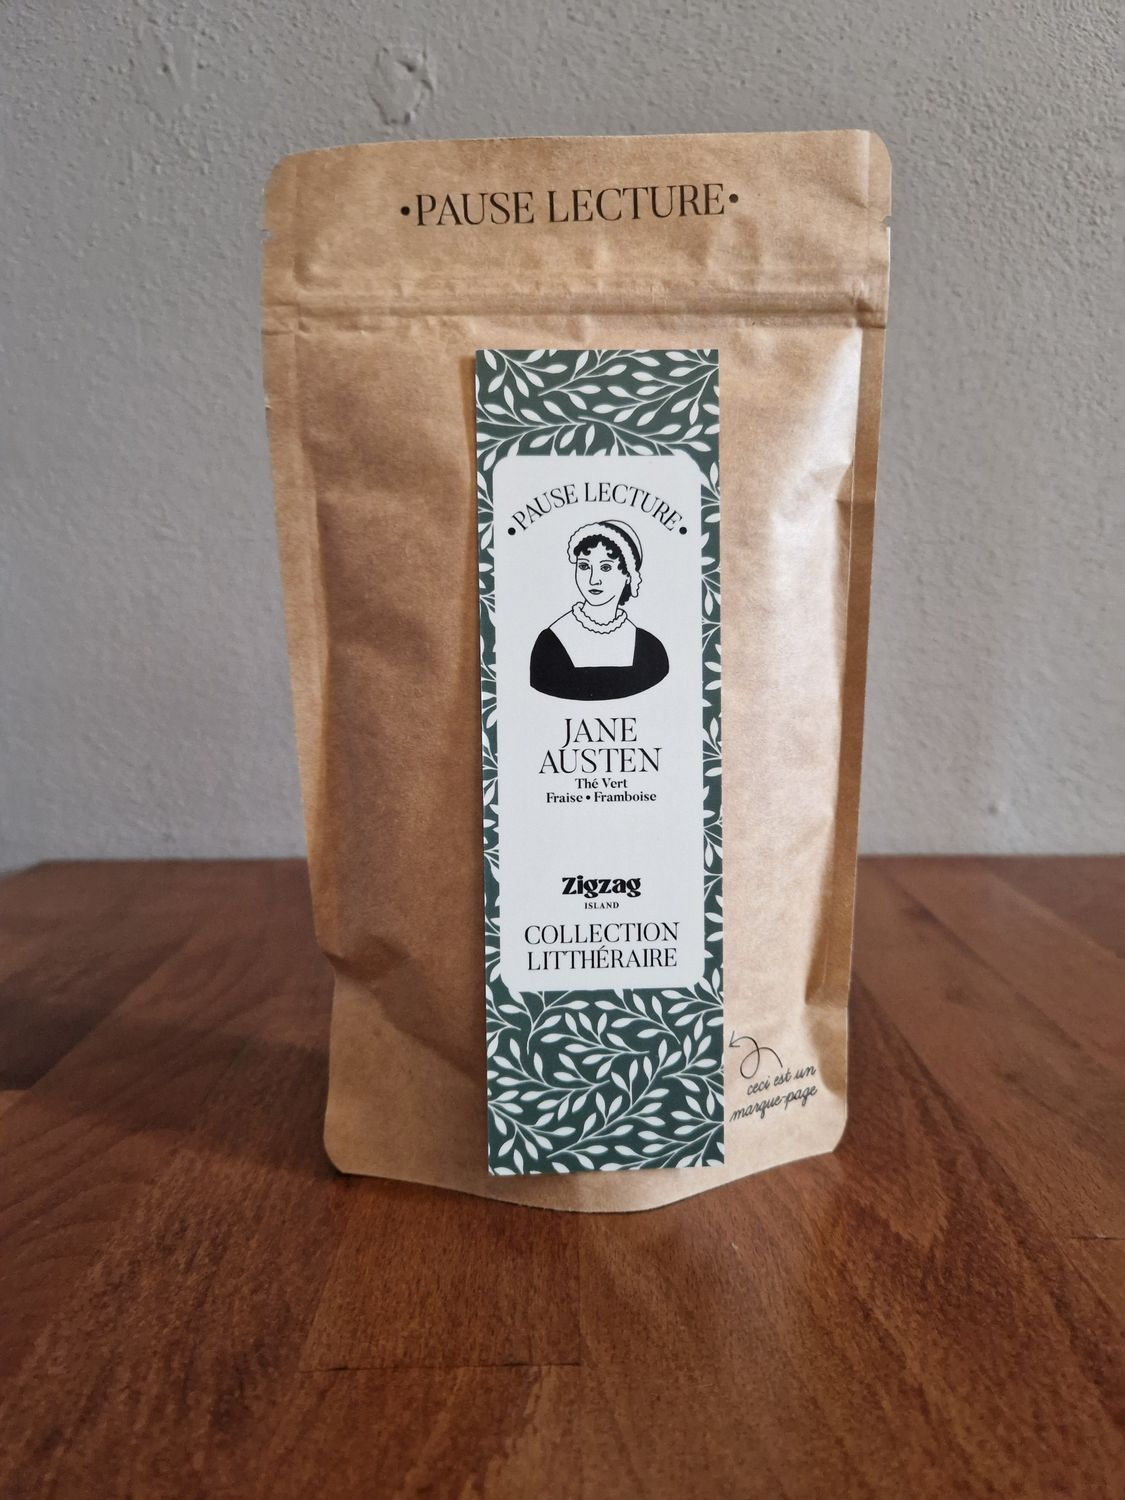 •PAUSE LECTURE•
•PAUSE LECTURE•
JANE
AUSTEN
Thé Vert
Fraise • Framboise
Zigzag
ISLAND
COLLECTION
LITTHÉRAIRE
ceci est un
marque-page